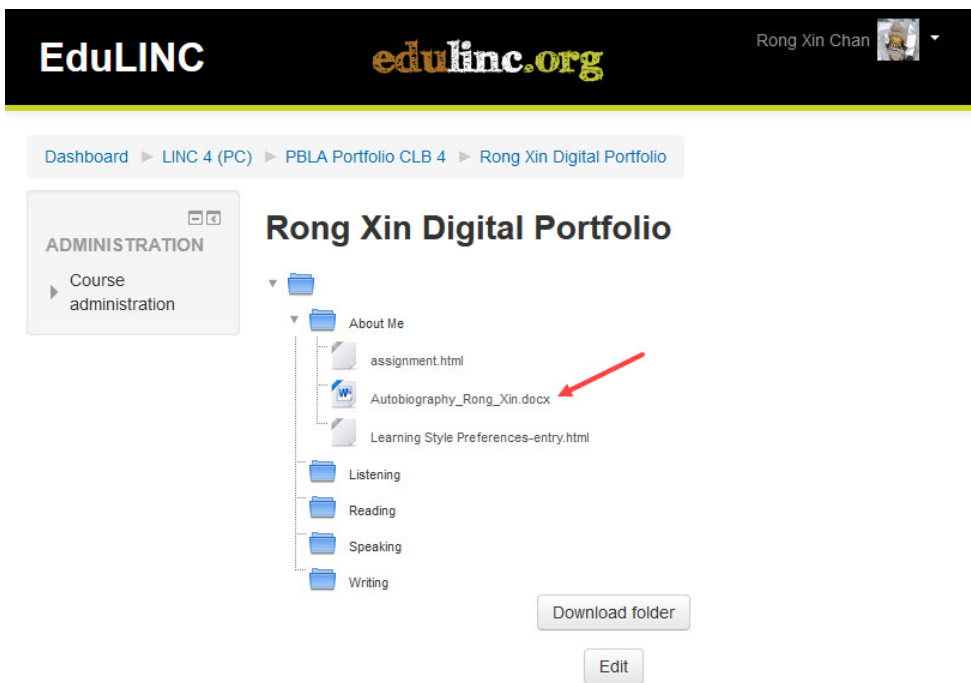 EduLINC
edulinc.org
Rong Xin Chan
Dashboard ► LINC 4 (PC) ► PBLA Portfolio CLB 4 ► Rong Xin Digital Portfolio
ADMINISTRATION
Course
administration
Rong Xin Digital Portfolio
About Me
assignment.html
Autobiography_Rong_Xin.docx
Learning Style Preferences-entry.html
Listening
Reading
Speaking
Writing
Download folder
Edit